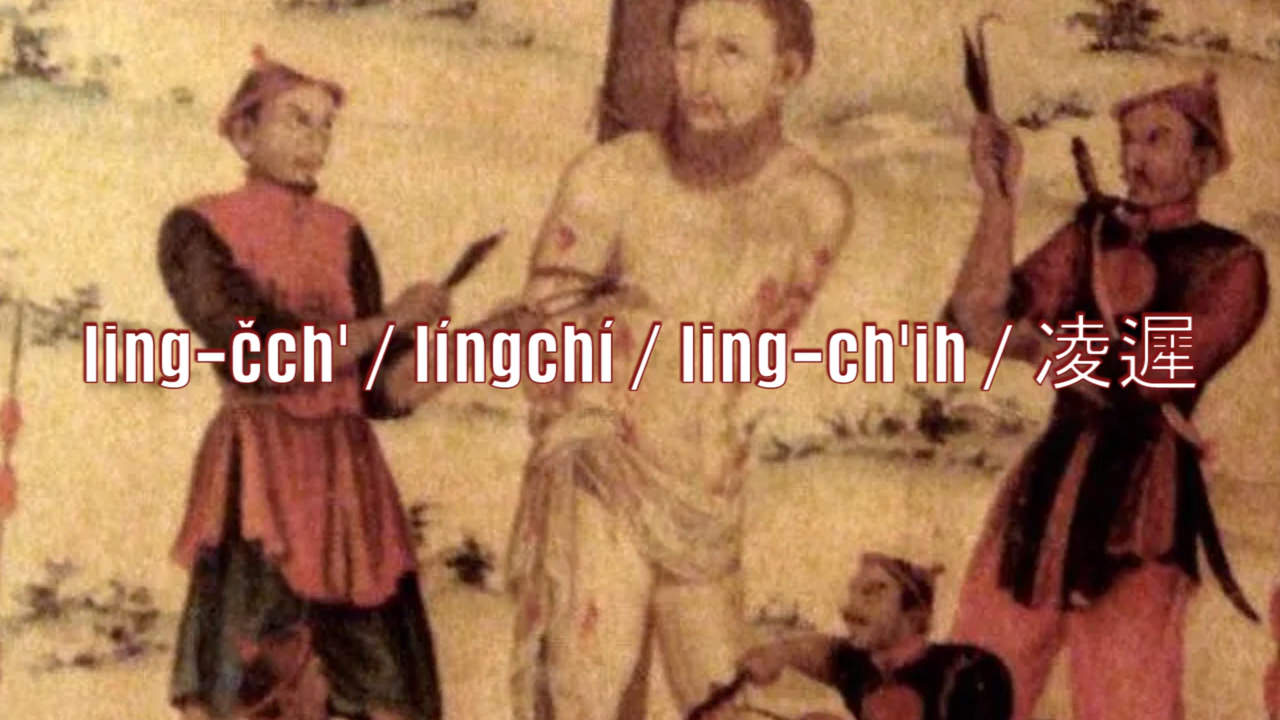 ling-čch' / língchí / ling-ch'ih / 凌遲